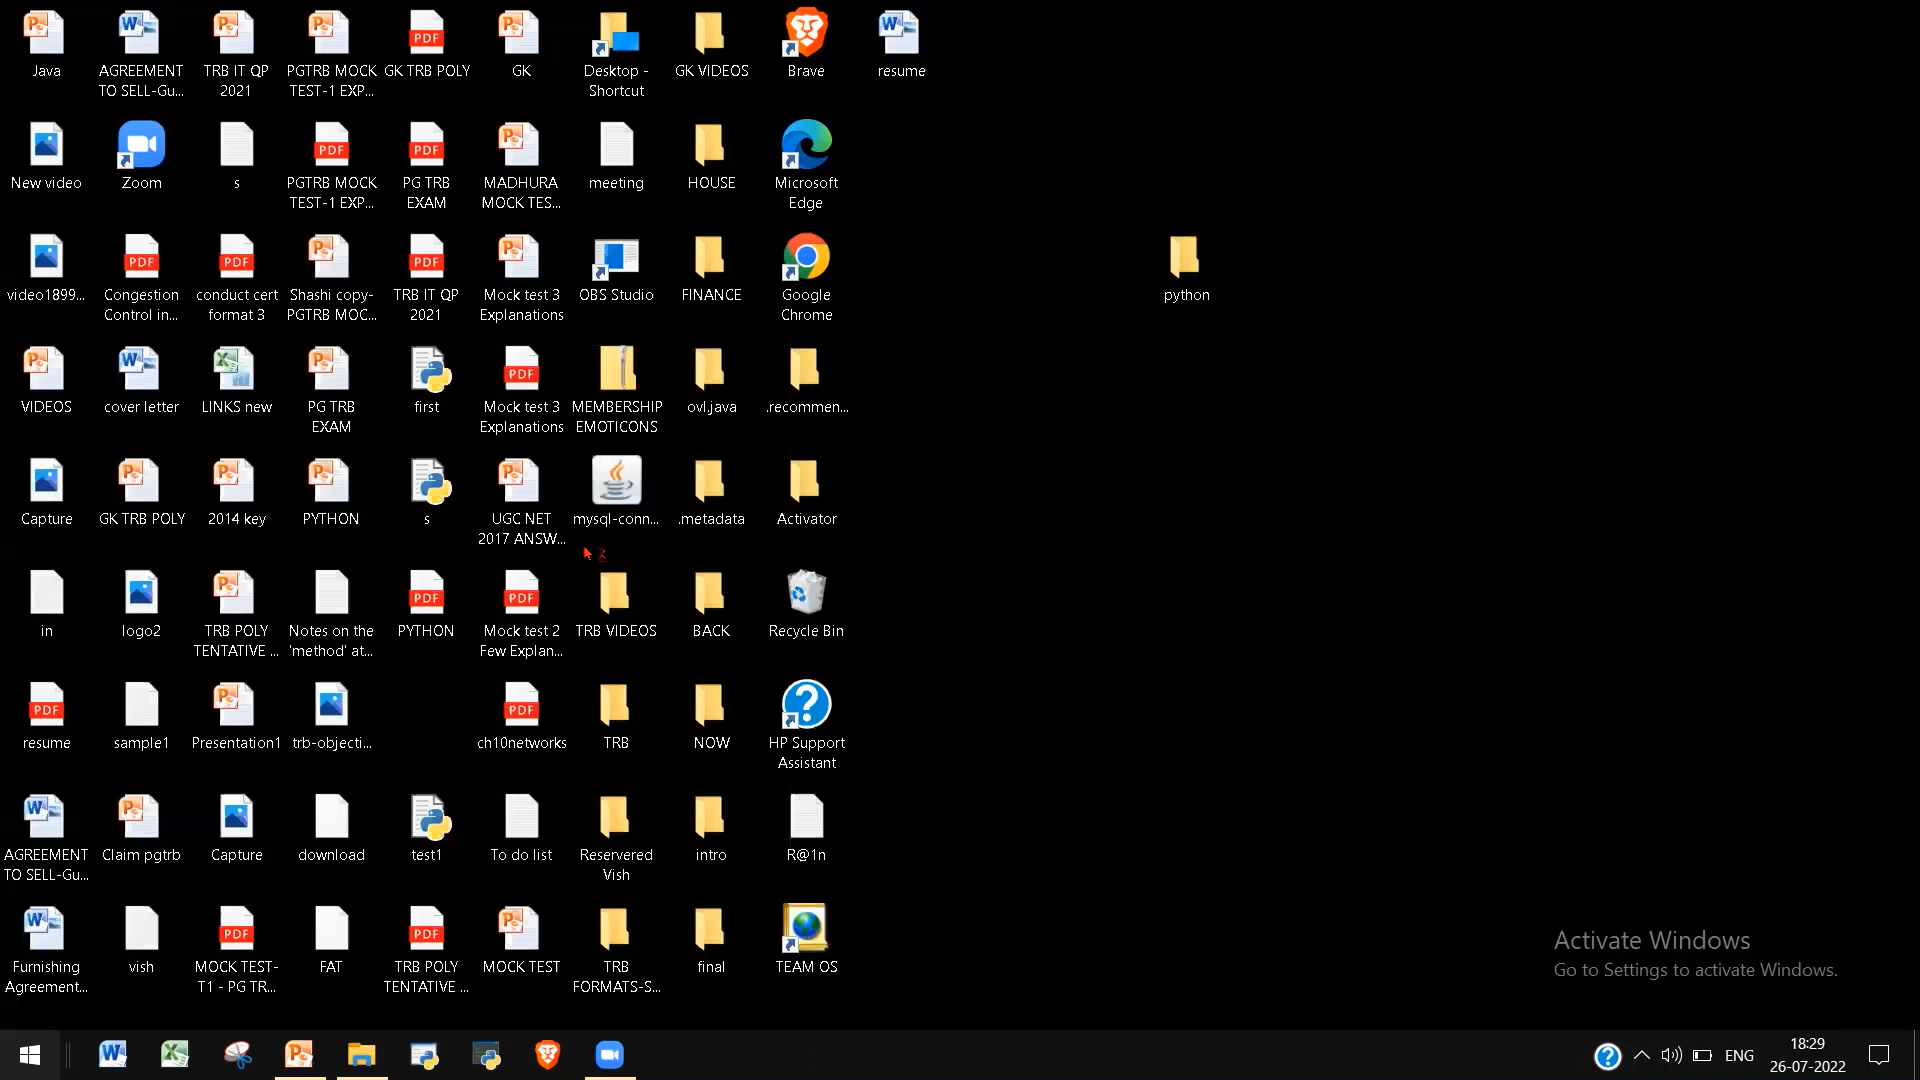 Java
AGREEMENT
TO SELL-Gu...
TRB IT QP
2021
PGTRB MOCK
TEST-1 EXP...
GK TRB POLY
GK
Desktop -
Shortcut
GK VIDEOS
Brave
resume
New video
Zoom
s
PGTRB MOCK
TEST-1 EXP...
PG TRB
EXAM
MADHURA
MOCK TES...
meeting
HOUSE
Microsoft
Edge
video1899...
Congestion
Control in...
conduct cert
format 3
Shashi copy-
PGTRB MOC...
TRB IT QP
2021
Mock test 3
Explanations
OBS Studio
FINANCE
Google
Chrome
python
VIDEOS
cover letter
LINKS new
PG TRB
EXAM
first
Mock test 3
Explanations
MEMBERSHIP
EMOTICONS
ovl.java
.recommen...
Capture
GK TRB POLY
2014 key
PYTHON
s
UGC NET
2017 ANSW...
mysql-conn...
.metadata
Activator
in
logo2
TRB POLY
TENTATIVE ...
Notes on the
'method' at...
PYTHON
Mock test 2
Few Explan...
TRB VIDEOS
BACK
Recycle Bin
resume
sample1
Presentation1
trb-objecti...
ch10networks
TRB
NOW
HP Support
Assistant
AGREEMENT
TO SELL-Gu...
Claim pgtrb
Capture
download
test1
To do list
Reservered
Vish
intro
R@1n
Furnishing
Agreement...
vish
MOCK TEST-
T1 - PG TR...
FAT
TRB POLY
TENTATIVE ...
MOCK TEST
TRB
FORMATS-S...
final
TEAM OS
Activate Windows
Go to Settings to activate Windows.
ENG
18:29
26-07-2022